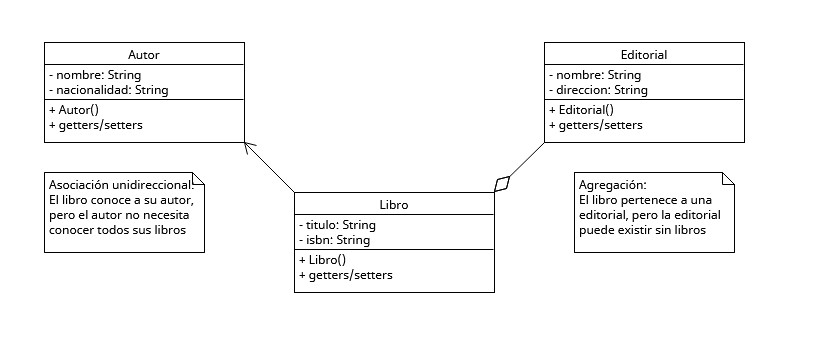 Autor
- nombre: String
- nacionalidad: String
+ Autor()
+ getters/setters
Editorial
- nombre: String
- direccion: String
+ Editorial()
+ getters/setters
Asociación unidireccional:
El libro conoce a su autor,
pero el autor no necesita
conocer todos sus libros
Libro
- titulo: String
- isbn: String
+ Libro()
+ getters/setters
Agregación:
El libro pertenece a una
editorial, pero la editorial
puede existir sin libros